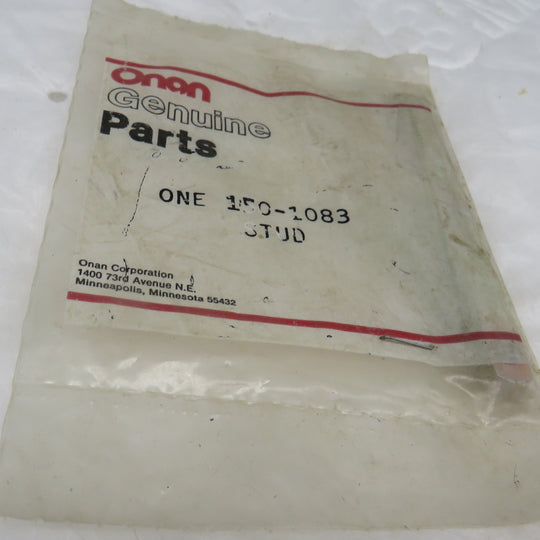 Onan
Genuine
Parts
ONE 150-1083
STUD
Onan Corporation
1400 73rd Avenue N.E.
Minneapolis, Minnesota 55432